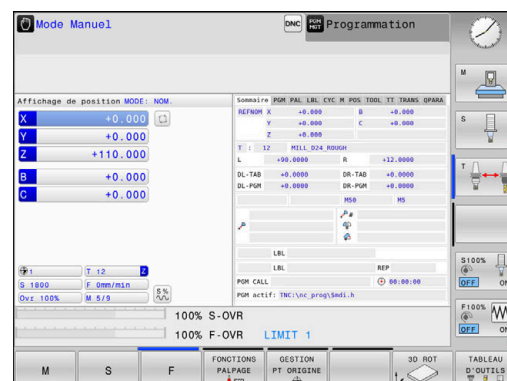 Mode Manuel
DNC
PGM MGT
Programmation
Affichage de position MODE: NOM.
X +0.000
Y +0.000
Z +110.000
B +0.000
C +0.000
1 T 12 Z
S 1800 F 0mm/min
Ovr 100% M 5/9
5 %
Sommaire PGM PAL LBL CYC M POS TOOL TT TRANS QPARA
REFNOM X +0.000 B +0.000
Y +0.000 C +0.000
Z +0.000
T : 12 MILL_D24_ROUGH
L +90.0000 R +12.0000
DL-TAB +0.0000 DR-TAB +0.0000
DL-PGM +0.0000 DR-PGM +0.0000
M50 M5
P
P
LBL
LBL REP
PGM CALL 00:00:00
PGM actif: TNC:\nc_prog\$mdi.h
100% S-OVR
100% F-OVR LIMIT 1
M
S
F
FONCTIONS
PALPAGE
GESTION
PT ORIGINE
3D ROT
TABLEAU
D'OUTILS
M
S
T
S100%
OFF ON
F100%
OFF ON